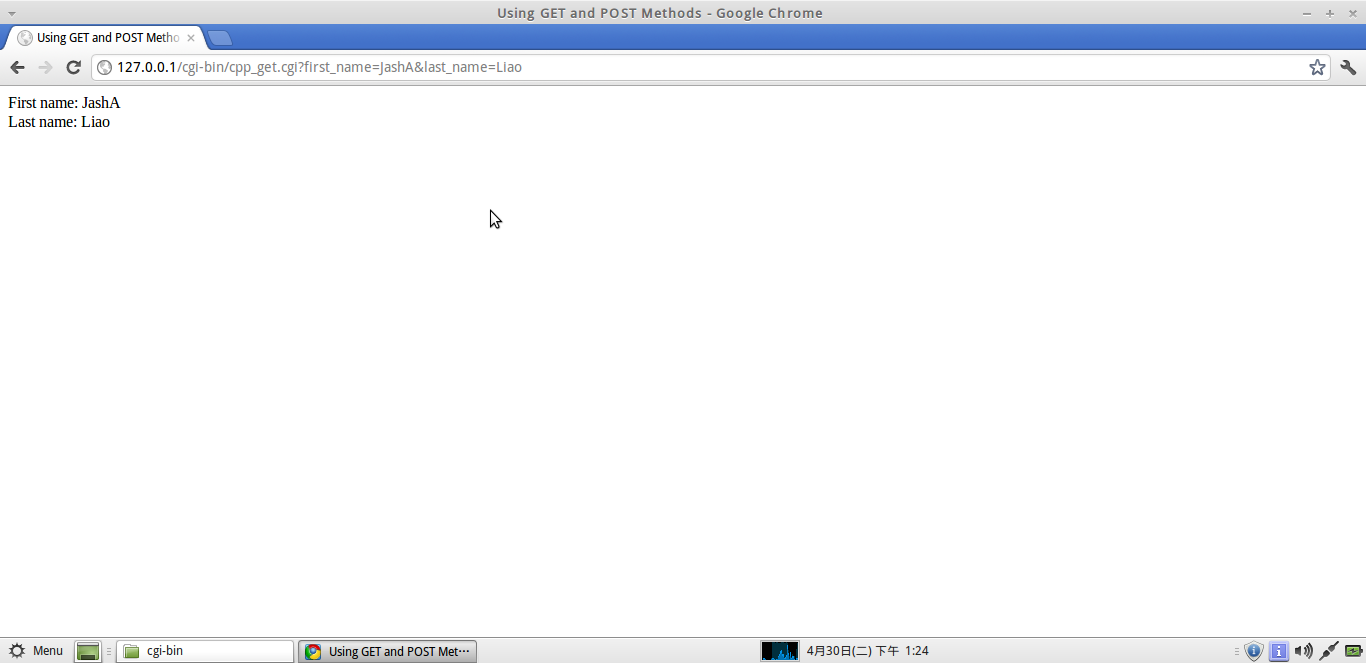 Using GET and POST Methods - Google Chrome
Using GET and POST Metho
127.0.0.1/cgi-bin/cpp_get.cgi?first_name=JashA&last_name=Liao
First name: JashA
Last name: Liao
Menu
cgi-bin
Using GET and POST Met⋯
4月30日(二) 下午 1:24